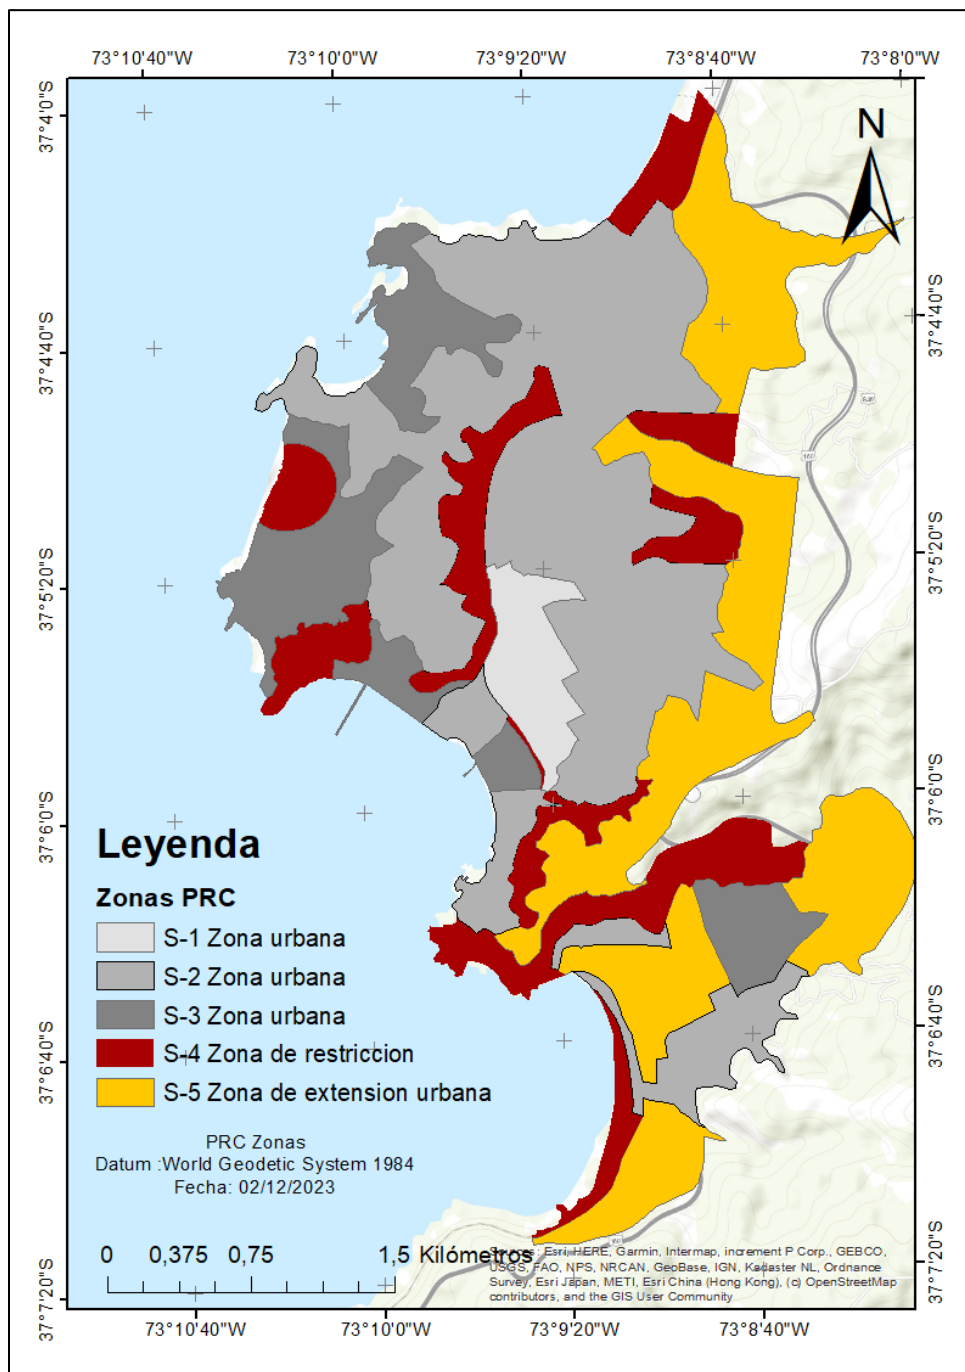 73°10'40"W 73°10'0"W 73°9'20"W 73°8'40"W 73°8'0"W
37°4'0"S
N
37°4'40"S
37°4'40"S
37°5'20"S
37°5'20"S
37°6'0"S
37°6'0"S
37°6'40"S
37°6'40"S
37°7'20"S
37°7'20"S
160
Leyenda
Zonas PRC
S-1 Zona urbana
S-2 Zona urbana
S-3 Zona urbana
S-4 Zona de restriccion
S-5 Zona de extension urbana
PRC Zonas
Datum :World Geodetic System 1984
Fecha: 02/12/2023
0 0,375 0,75 1,5 Kilómetros
160
Sources: Esri, HERE, Garmin, Intermap, increment P Corp., GEBCO,
USGS, FAO, NPS, NRCAN, GeoBase, IGN, Kadaster NL, Ordnance
Survey, Esri Japan, METI, Esri China (Hong Kong), (c) OpenStreetMap
contributors, and the GIS User Community
73°10'40"W 73°10'0"W 73°9'20"W 73°8'40"W